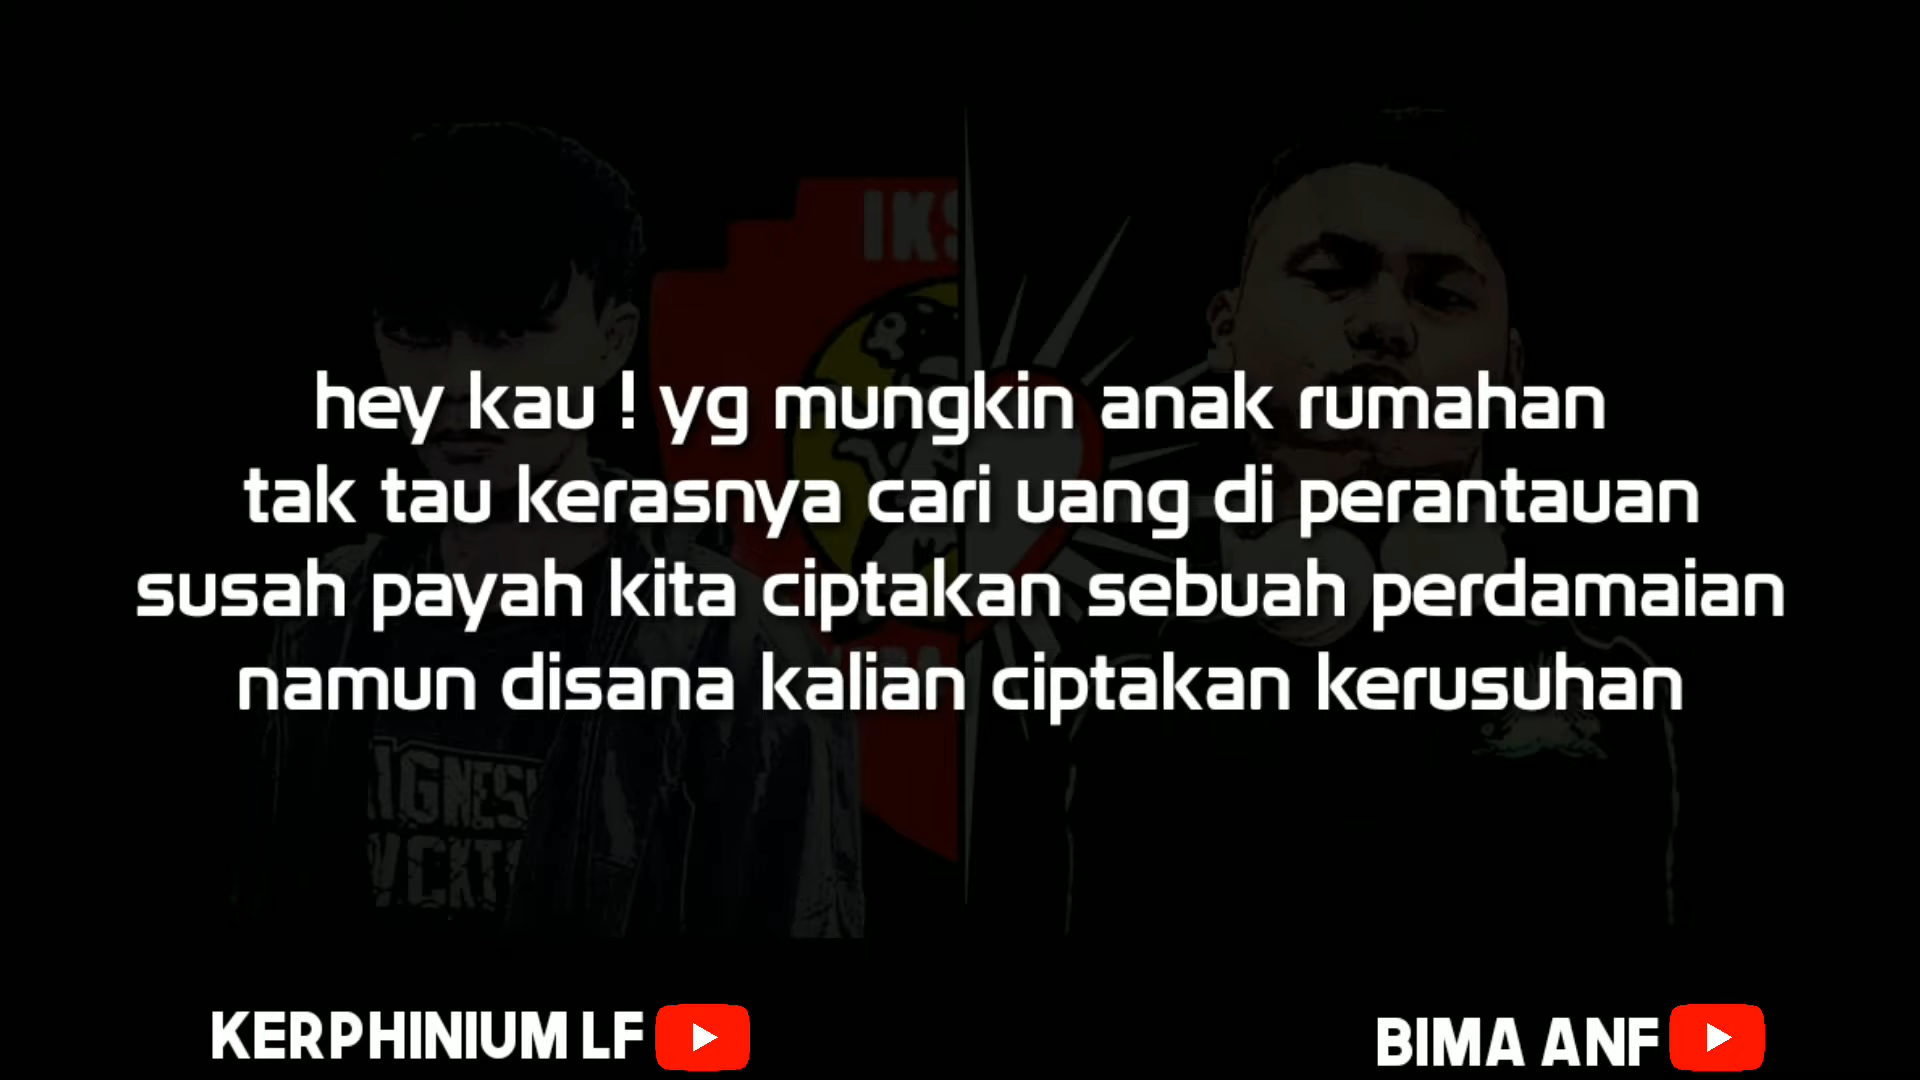 IKS
hey kau ! yg mungkin anak rumahan
tak tau kerasnya cari uang di perantauan
susah payah kita ciptakan sebuah perdamaian
namun disana kalian ciptakan kerusuhan
KERPHINIUM LF
BIMA ANF